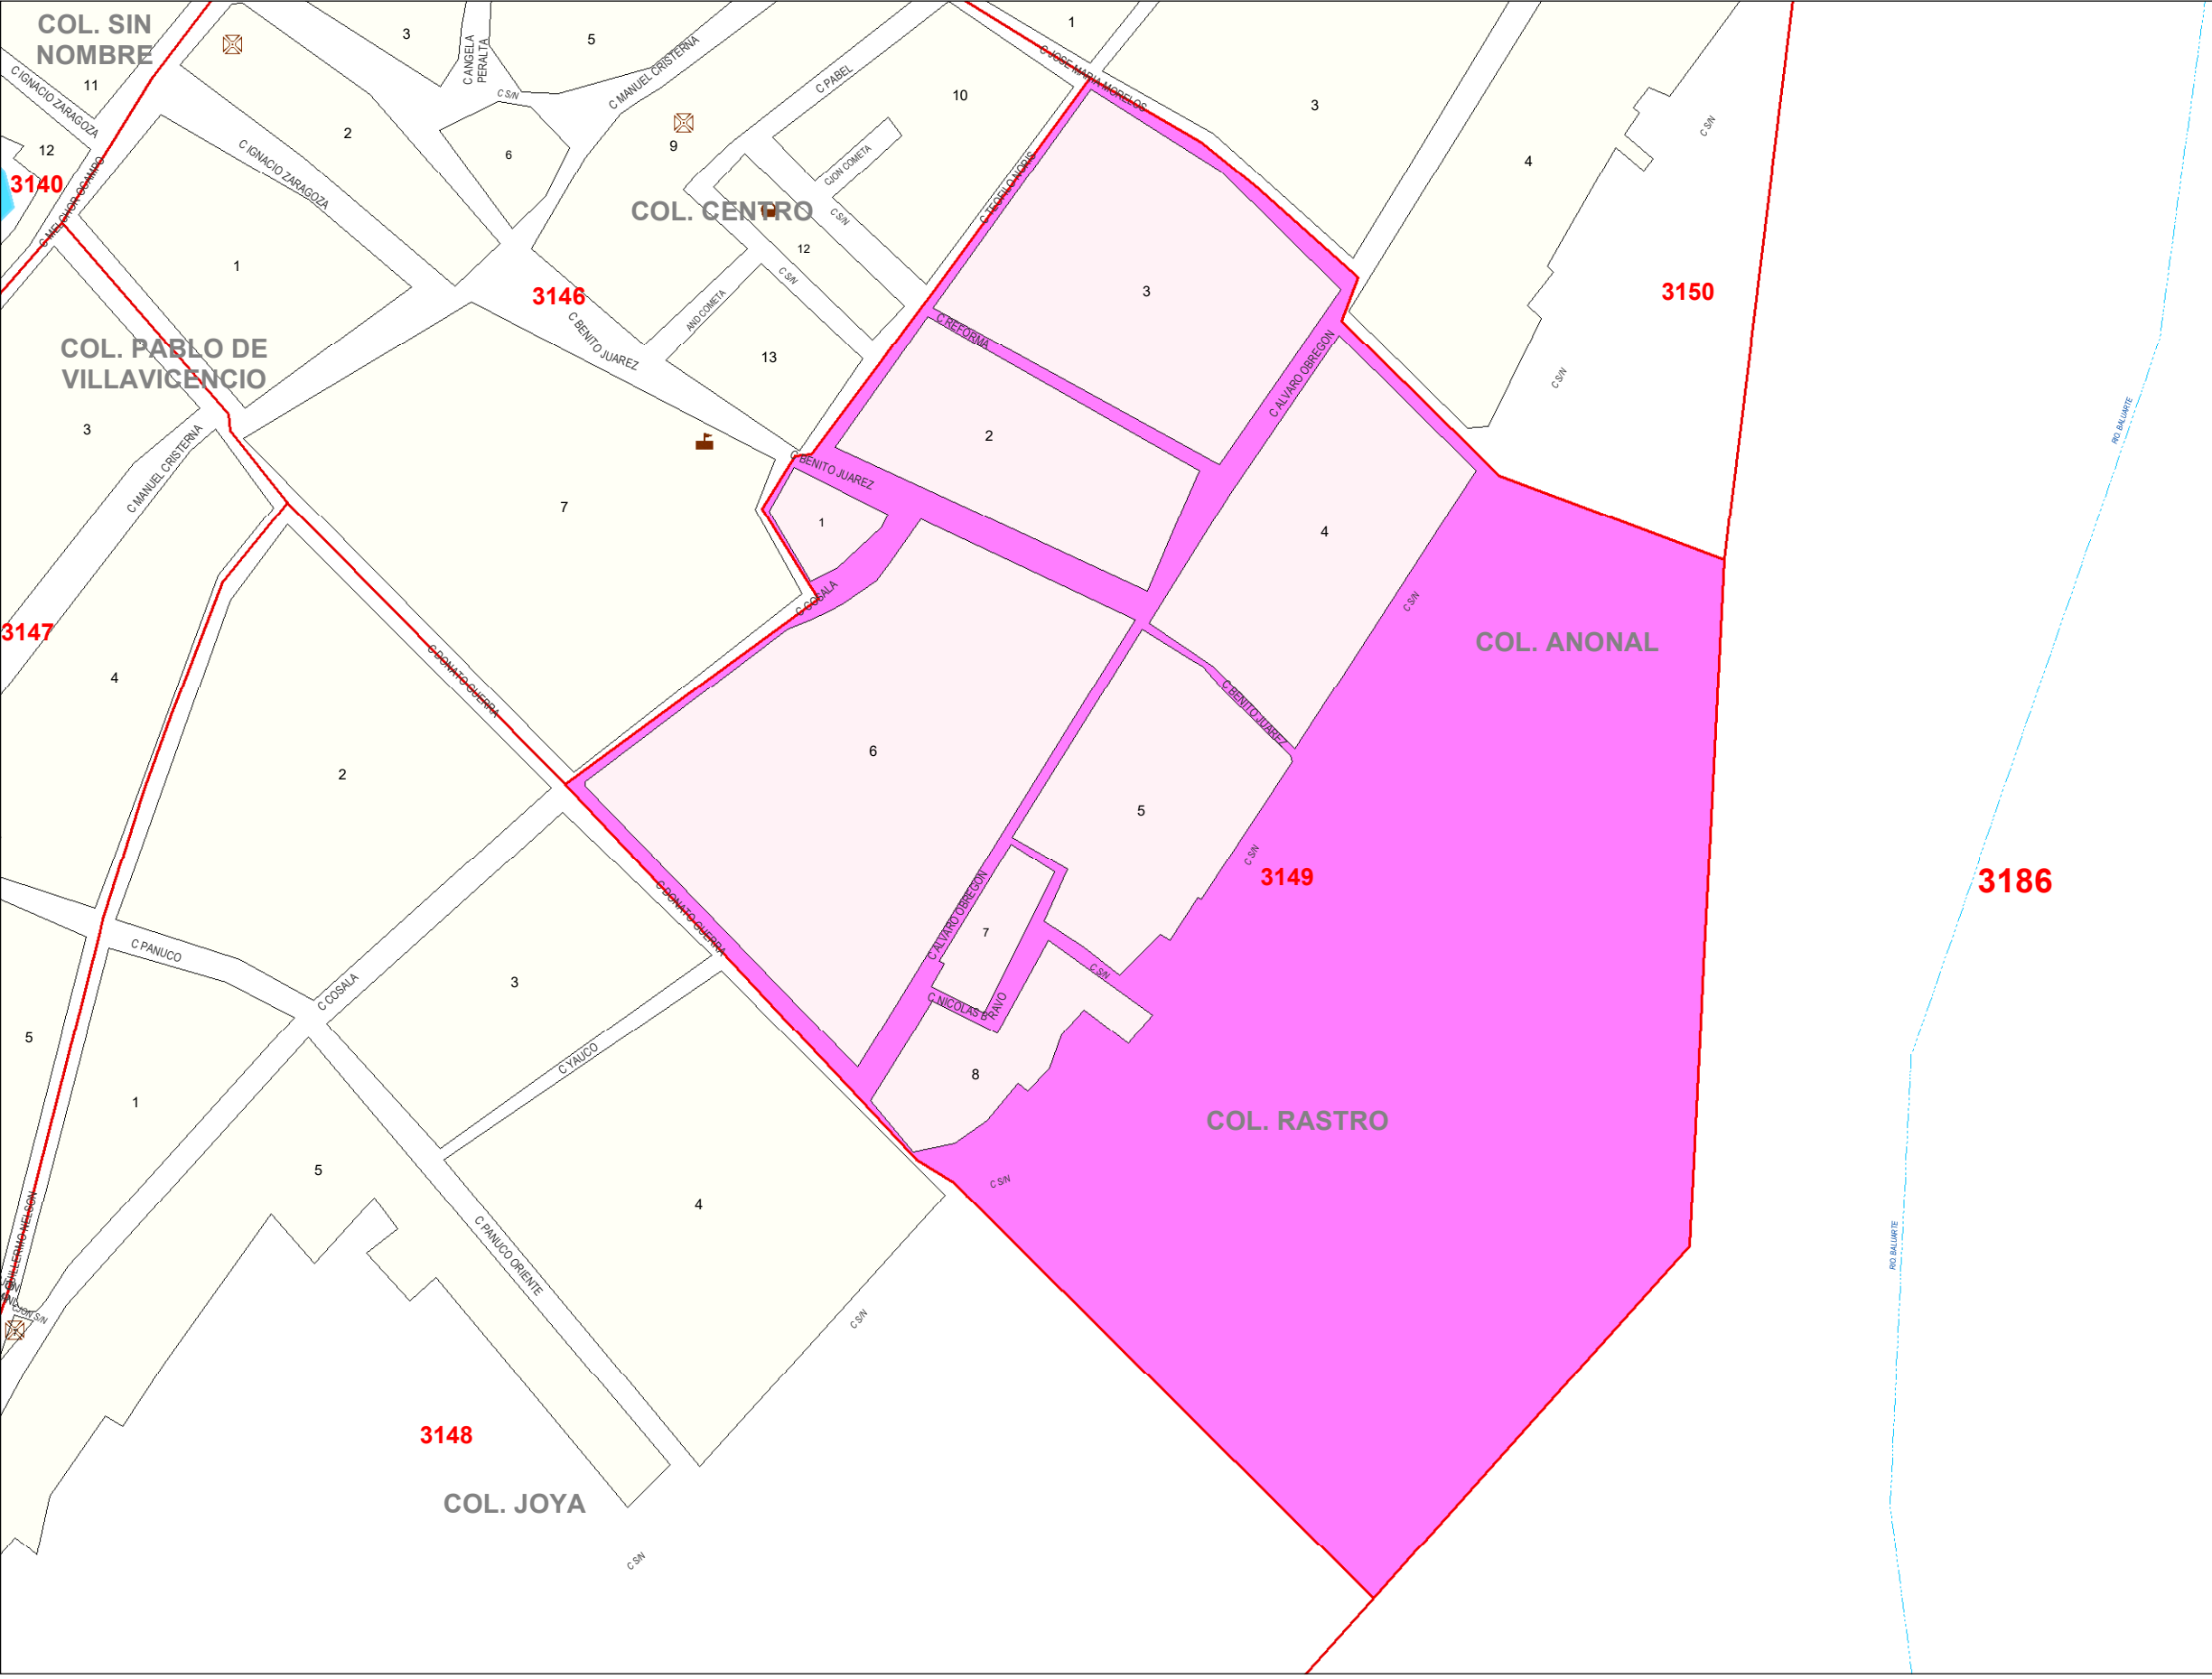 COL. SIN
NOMBRE
3
C ANGELA
PERALTA
5
C MANUEL CRISTERNA
1
C JOSE MARIA MORELOS
C IGNACIO ZARAGOZA
11
C S/N
C PABEL
10
3
C S/N
2
12
C IGNACIO ZARAGOZA
6
9
CJON COMETA
4
3140
C MELCHOR OCAMPO
COL. CENTRO
C S/N
C TEOFILO NORIS
1
12
C S/N
3146
AND COMETA
3
3150
C BENITO JUAREZ
C REFORMA
COL. PABLO DE
VILLAVICENCIO
13
C ALVARO OBREGON
C S/N
3
C MANUEL CRISTERNA
2
RIO. BALUARTE
C BENITO JUAREZ
7
1
4
C COSALA
C S/N
3147
COL. ANONAL
4
C DONATO GUERRA
C BENITO JUAREZ
6
2
5
C S/N
3149
3186
C DONATO GUERRA
C ALVARO OBREGON
7
C PANUCO
C S/N
C COSALA
3
C NICOLAS BRAVO
5
C YAUCO
8
1
COL. RASTRO
5
C S/N
4
GUILLERMO NELSON
C PANUCO ORIENTE
RIO. BALUARTE
CJON S/N
C S/N
3148
COL. JOYA
C S/N